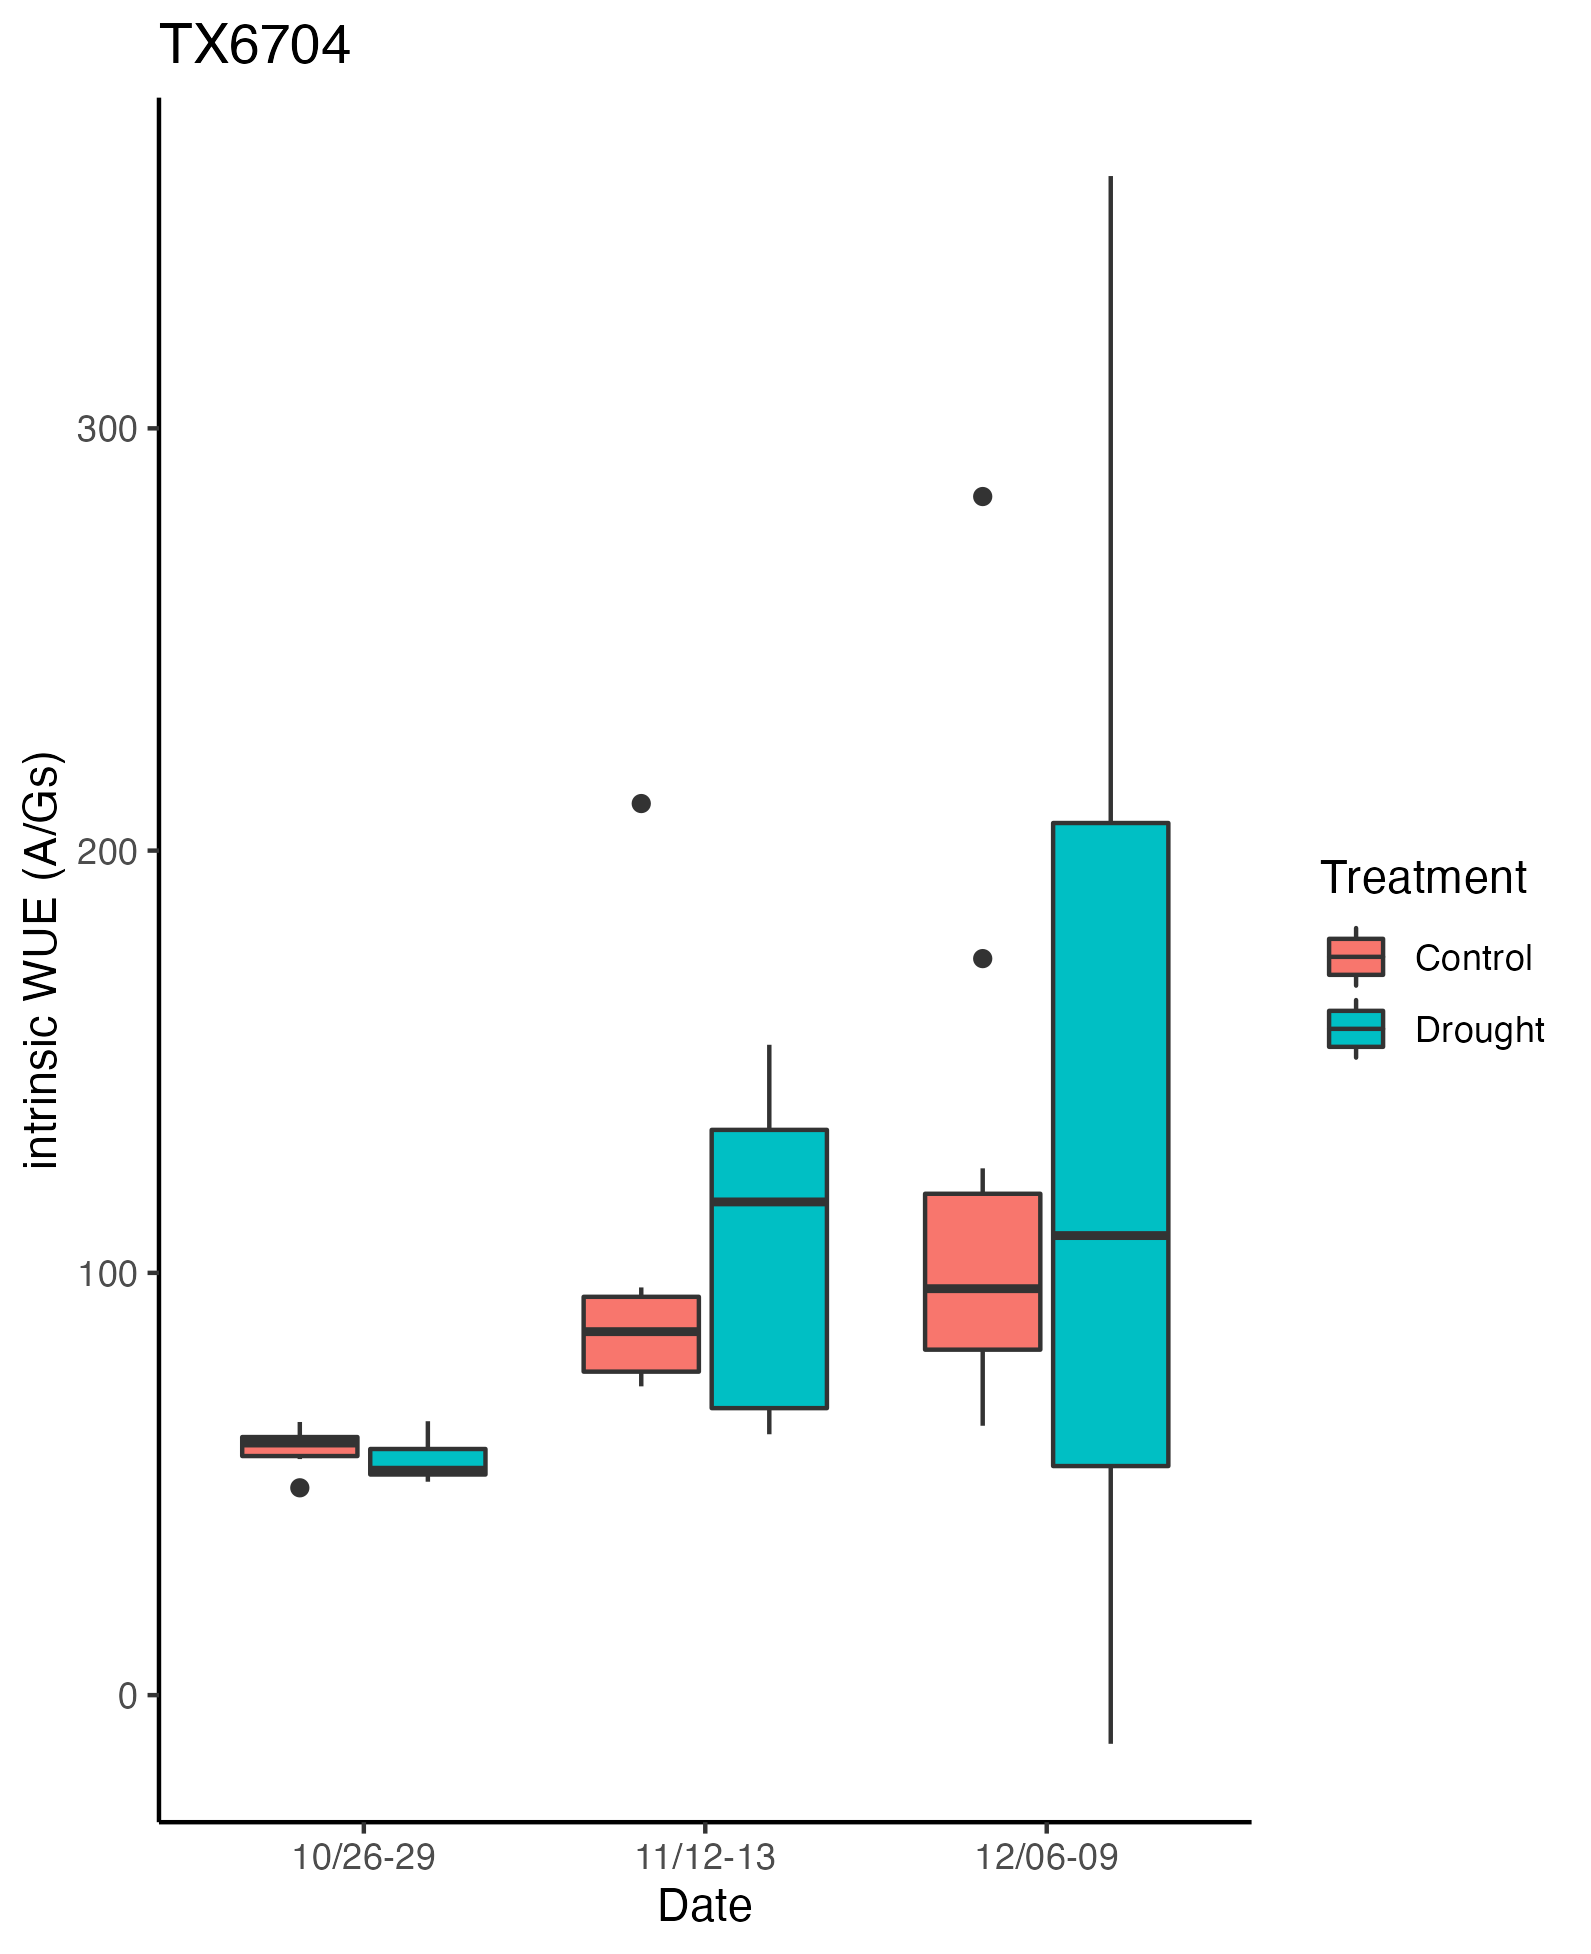 TX6704
intrinsic WUE (A/Gs)
300
200
100
0
10/26-29
11/12-13
12/06-09
Date
Treatment
Control
Drought